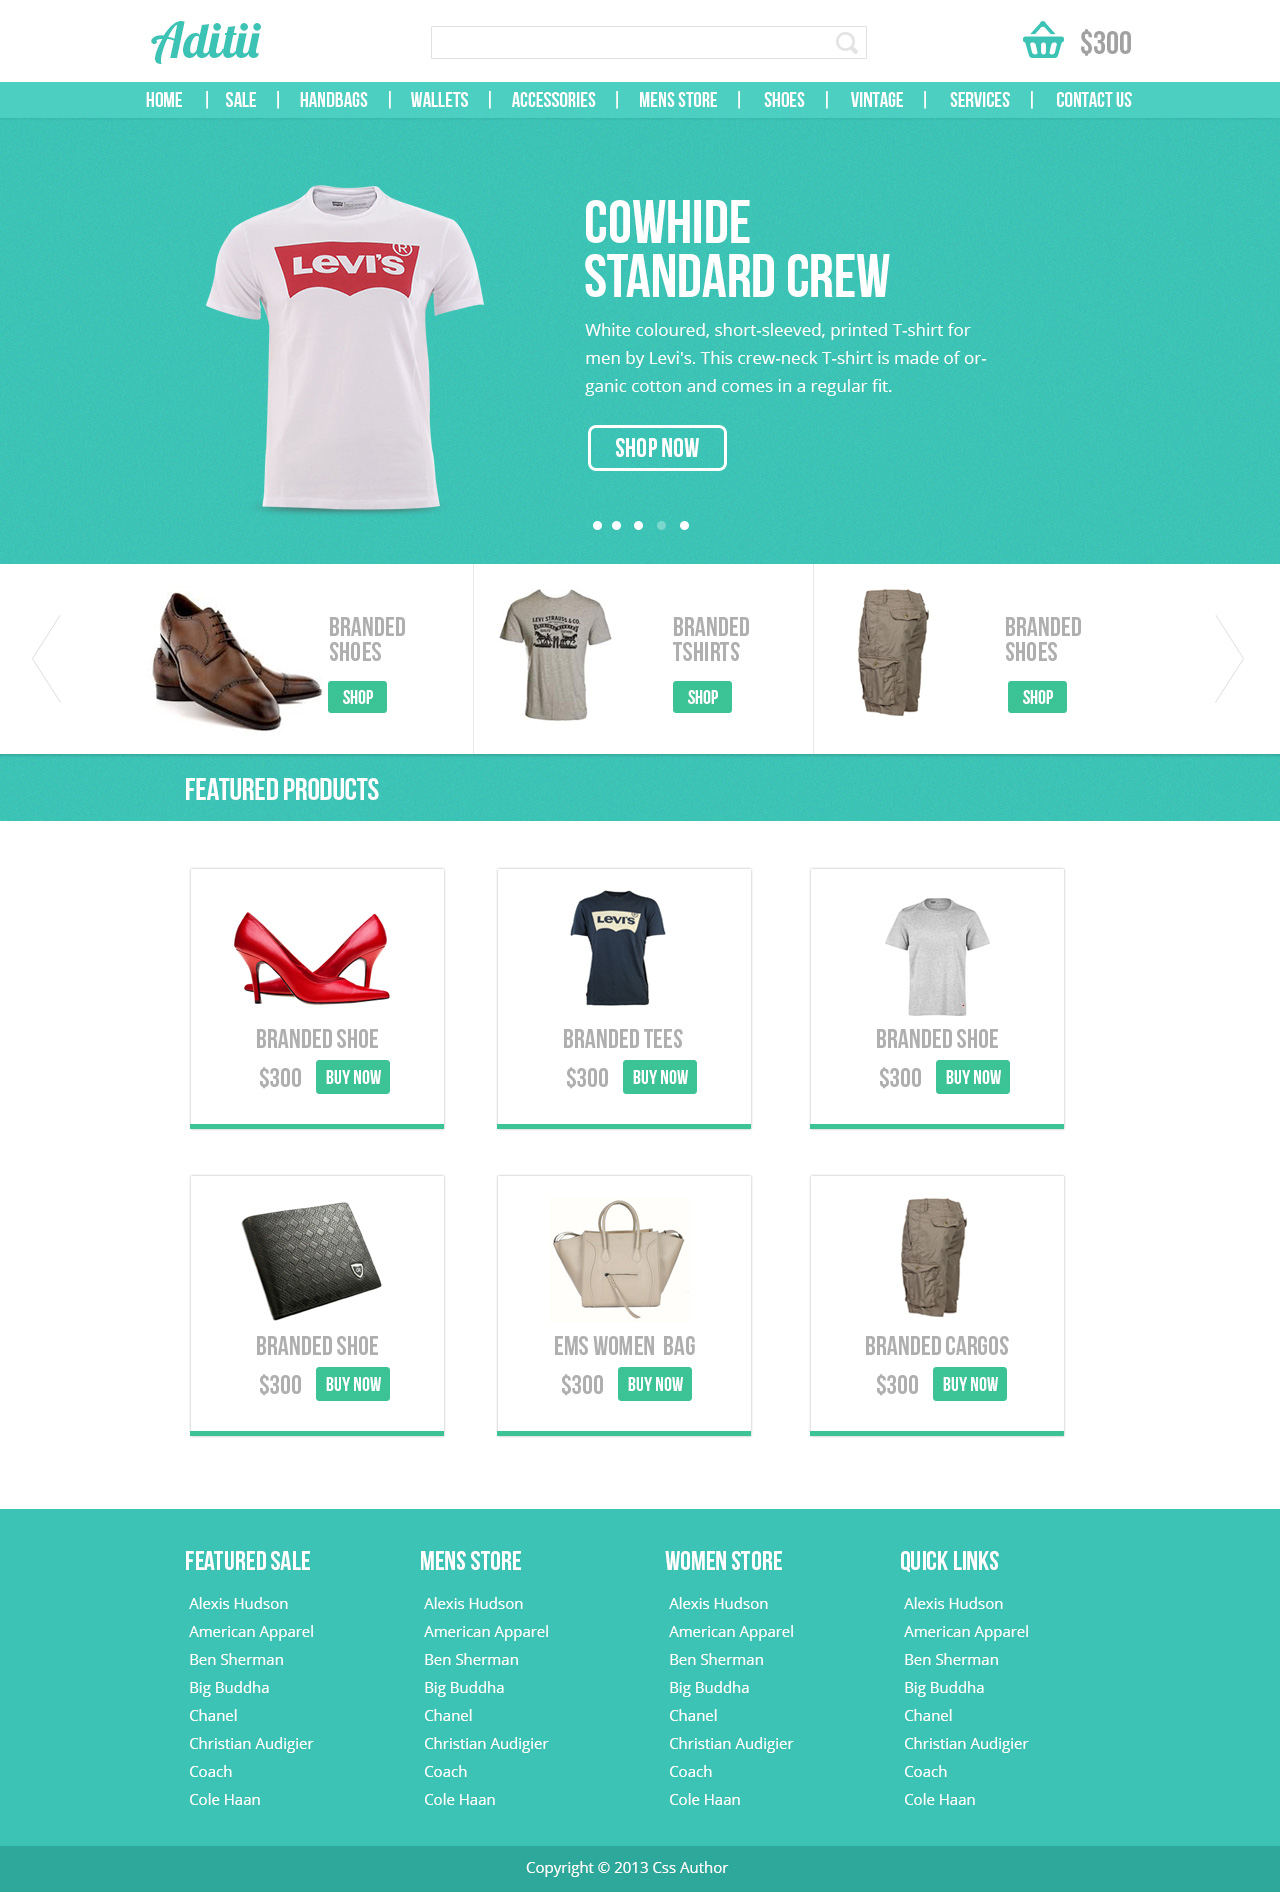 Aditii
$300
HOME | SALE | HANDBAGS | WALLETS | ACCESSORIES | MENS STORE | SHOES | VINTAGE | SERVICES | CONTACT US
LEVI'S®
COWHIDE
STANDARD CREW
White coloured, short-sleeved, printed T-shirt for
men by Levi's. This crew-neck T-shirt is made of or-
ganic cotton and comes in a regular fit.
SHOP NOW
BRANDED
SHOES
SHOP
LEVI STRAUSS & CO.
BRANDED
TSHIRTS
SHOP
BRANDED
SHOES
SHOP
FEATURED PRODUCTS
BRANDED SHOE
$300 BUY NOW
LEVI'S
BRANDED TEES
$300 BUY NOW
BRANDED SHOE
$300 BUY NOW
BRANDED SHOE
$300 BUY NOW
EMS WOMEN BAG
$300 BUY NOW
BRANDED CARGOS
$300 BUY NOW
FEATURED SALE
Alexis Hudson
American Apparel
Ben Sherman
Big Buddha
Chanel
Christian Audigier
Coach
Cole Haan
MENS STORE
Alexis Hudson
American Apparel
Ben Sherman
Big Buddha
Chanel
Christian Audigier
Coach
Cole Haan
WOMEN STORE
Alexis Hudson
American Apparel
Ben Sherman
Big Buddha
Chanel
Christian Audigier
Coach
Cole Haan
QUICK LINKS
Alexis Hudson
American Apparel
Ben Sherman
Big Buddha
Chanel
Christian Audigier
Coach
Cole Haan
Copyright © 2013 Css Author